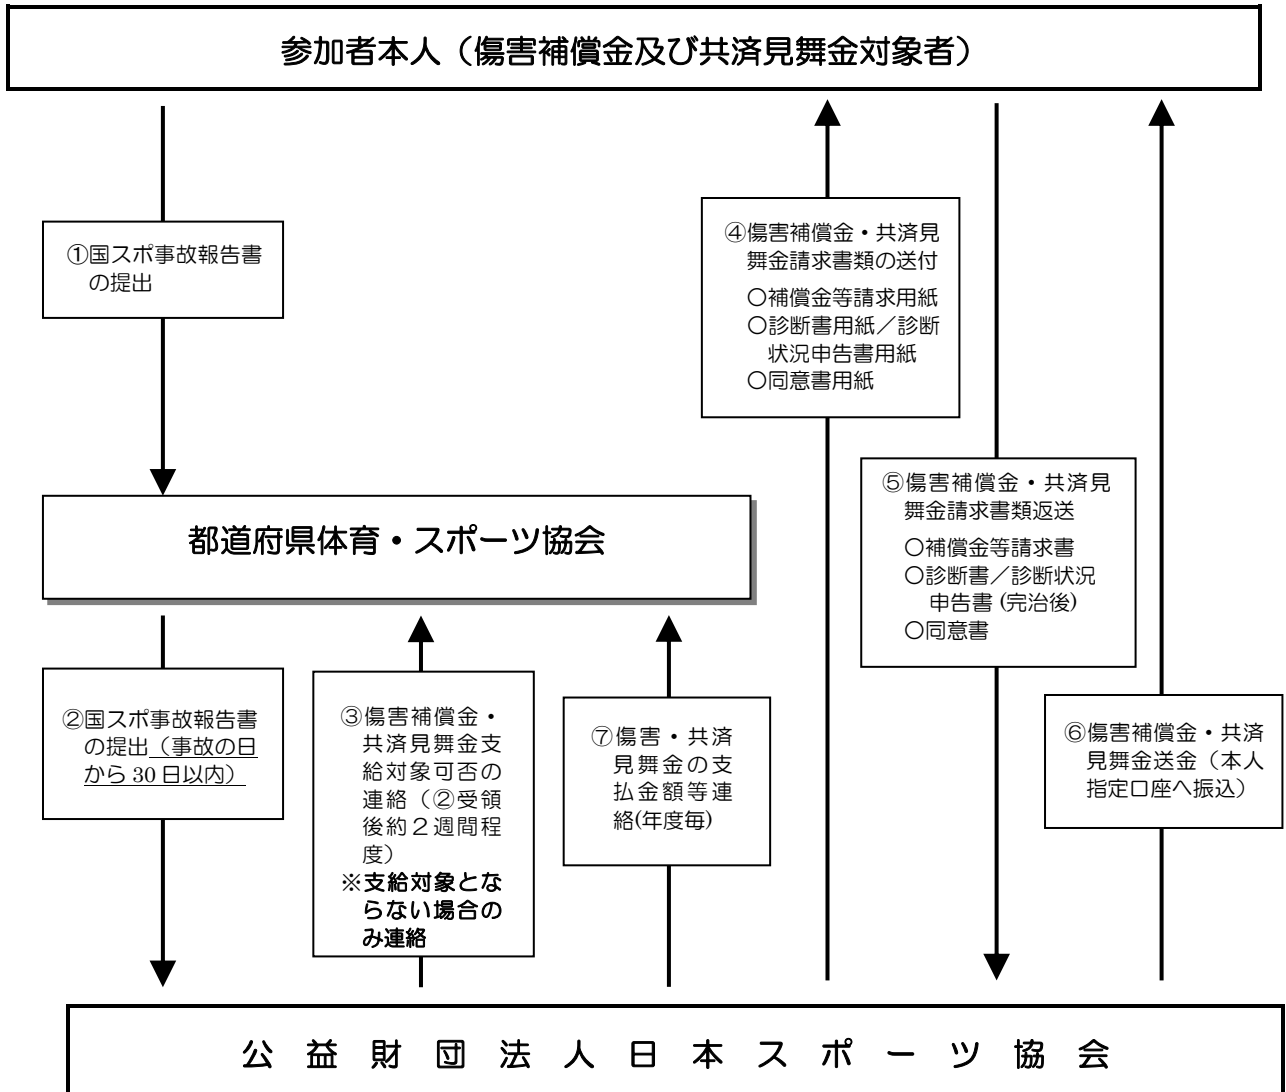 参加者本人（傷害補償金及び共済見舞金対象者）
①国スポ事故報告書
の提出
④傷害補償金・共済見
舞金請求書類の送付
○補償金等請求用紙
○診断書用紙／診断
状況申告書用紙
○同意書用紙
⑤傷害補償金・共済見
舞金請求書類返送
○補償金等請求書
○診断書／診断状況
申告書(完治後)
○同意書
都道府県体育・スポーツ協会
②国スポ事故報告書
の提出（事故の日
から30日以内）
③傷害補償金・
共済見舞金支
給対象可否の
連絡（②受領
後約２週間程
度）
※支給対象とな
らない場合の
み連絡
⑦傷害・共済
見舞金の支
払金額等連
絡(年度毎)
⑥傷害補償金・共済
見舞金送金（本人
指定口座へ振込）
公益財団法人日本スポーツ協会